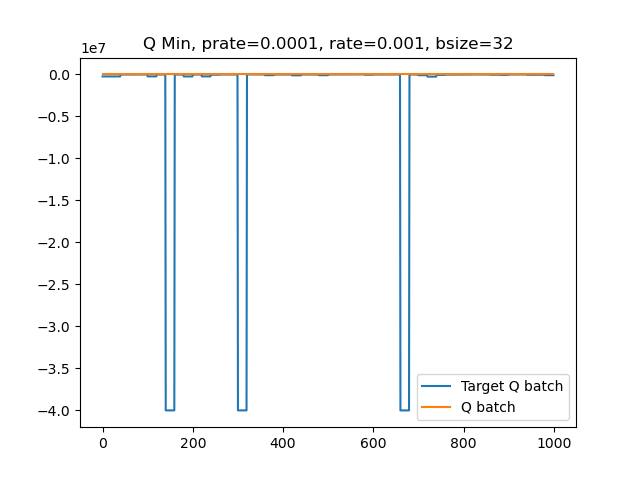 Q Min, prate=0.0001, rate=0.001, bsize=32
1e7
0.0
−0.5
−1.0
−1.5
−2.0
−2.5
−3.0
−3.5
−4.0
Target Q batch
Q batch
0 200 400 600 800 1000